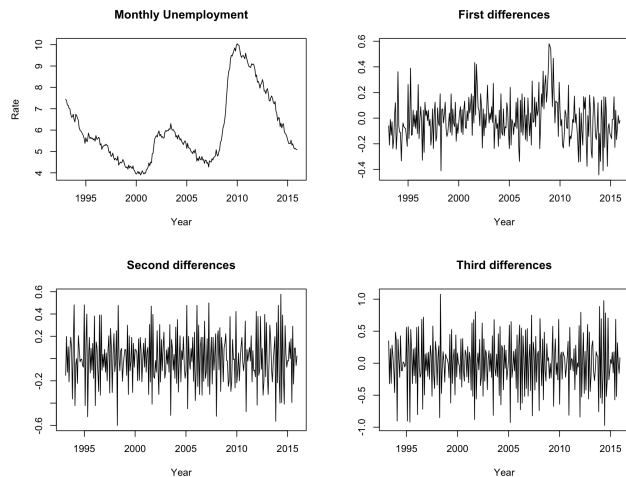 Monthly Unemployment
Rate
10
9
8
7
6
5
4
1995 2000 2005 2010 2015
Year
First differences
0.6
0.4
0.2
0.0
-0.2
-0.4
1995 2000 2005 2010 2015
Year
Second differences
0.6
0.2
-0.2
-0.6
1995 2000 2005 2010 2015
Year
Third differences
1.0
0.5
0.0
-0.5
-1.0
1995 2000 2005 2010 2015
Year